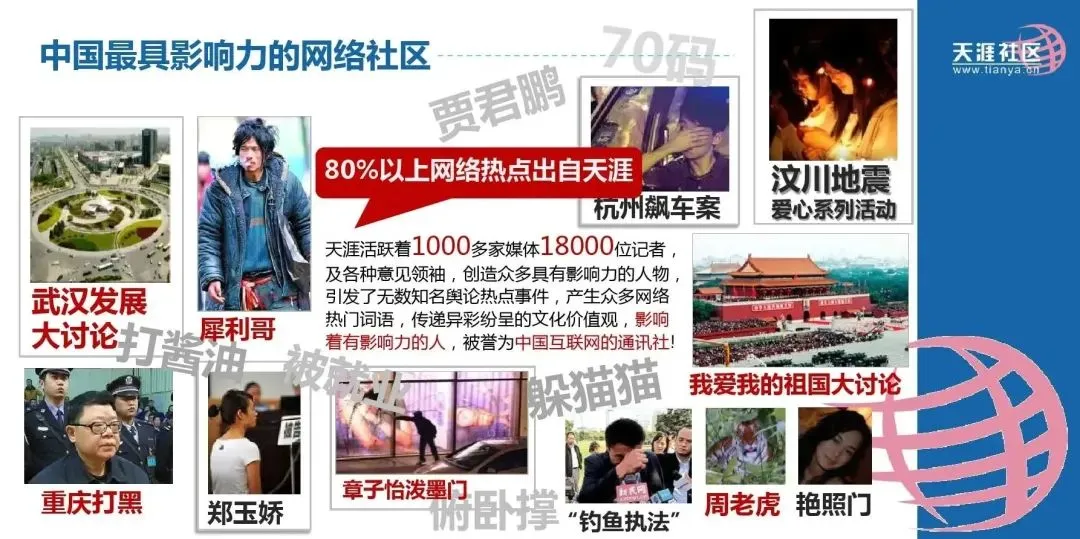 中国最具影响力的网络社区
70码
贾君鹏
天涯社区
www.tianya.cn
80%以上网络热点出自天涯
杭州飙车案
汶川地震
爱心系列活动
武汉发展
大讨论
犀利哥
天涯活跃着1000多家媒体18000位记者，
及各种意见领袖，创造众多具有影响力的人物，
引发了无数知名舆论热点事件，产生众多网络
热门词语，传递异彩纷呈的文化价值观，影响
着有影响力的人，被誉为中国互联网的通讯社!
我爱我的祖国大讨论
打酱油
被就业
躲猫猫
重庆打黑
郑玉娇
章子怡泼墨门
俯卧撑
“钓鱼执法”
周老虎
艳照门